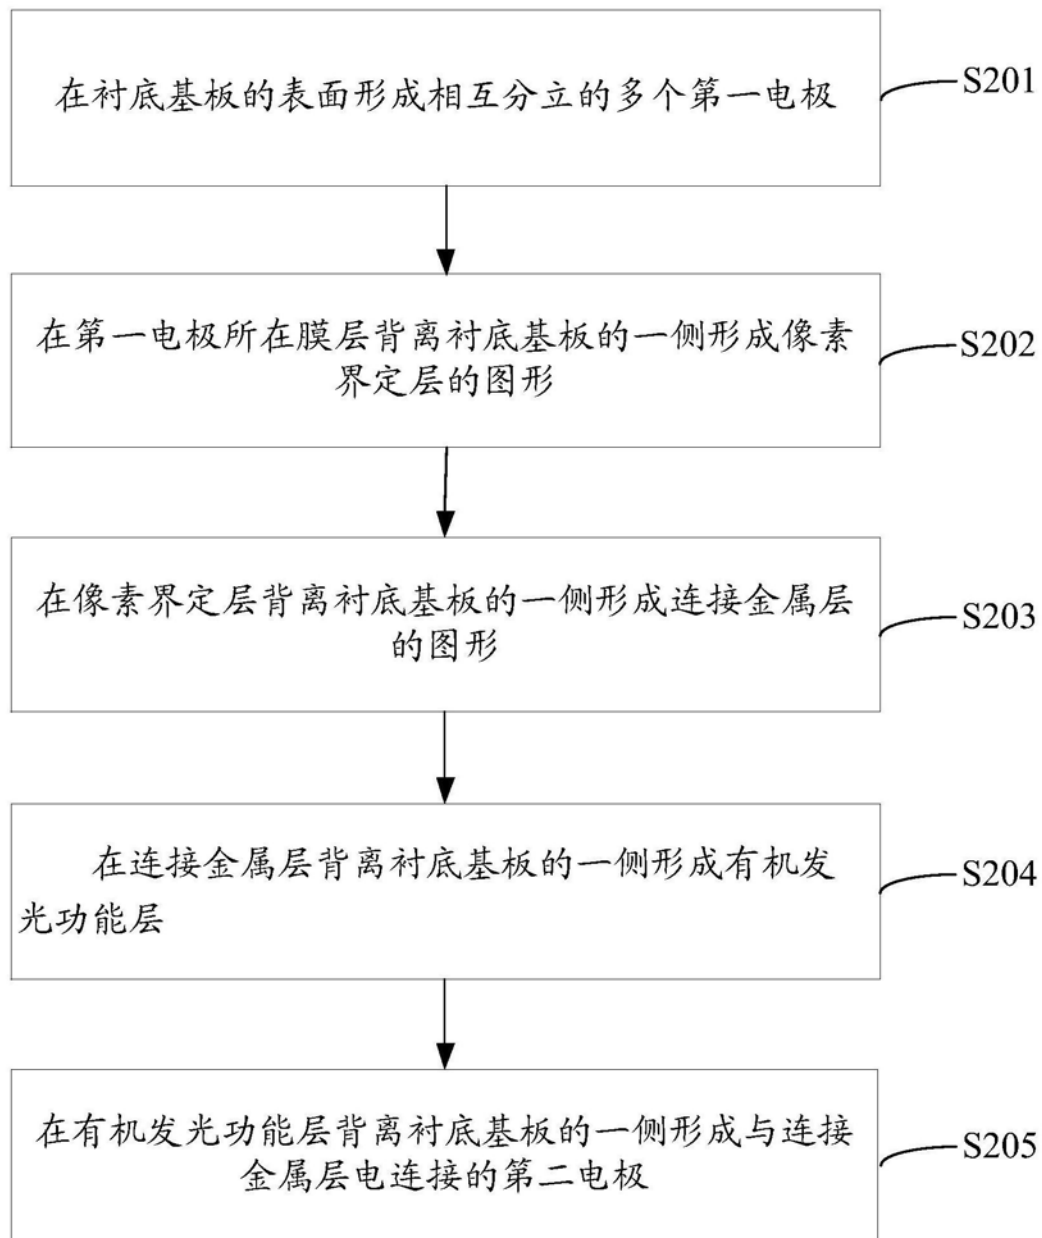 在衬底基板的表面形成相互分立的多个第一电极
S201
在第一电极所在膜层背离衬底基板的一侧形成像素
界定层的图形
S202
在像素界定层背离衬底基板的一侧形成连接金属层
的图形
S203
在连接金属层背离衬底基板的一侧形成有机发
光功能层
S204
在有机发光功能层背离衬底基板的一侧形成与连接
金属层电连接的第二电极
S205